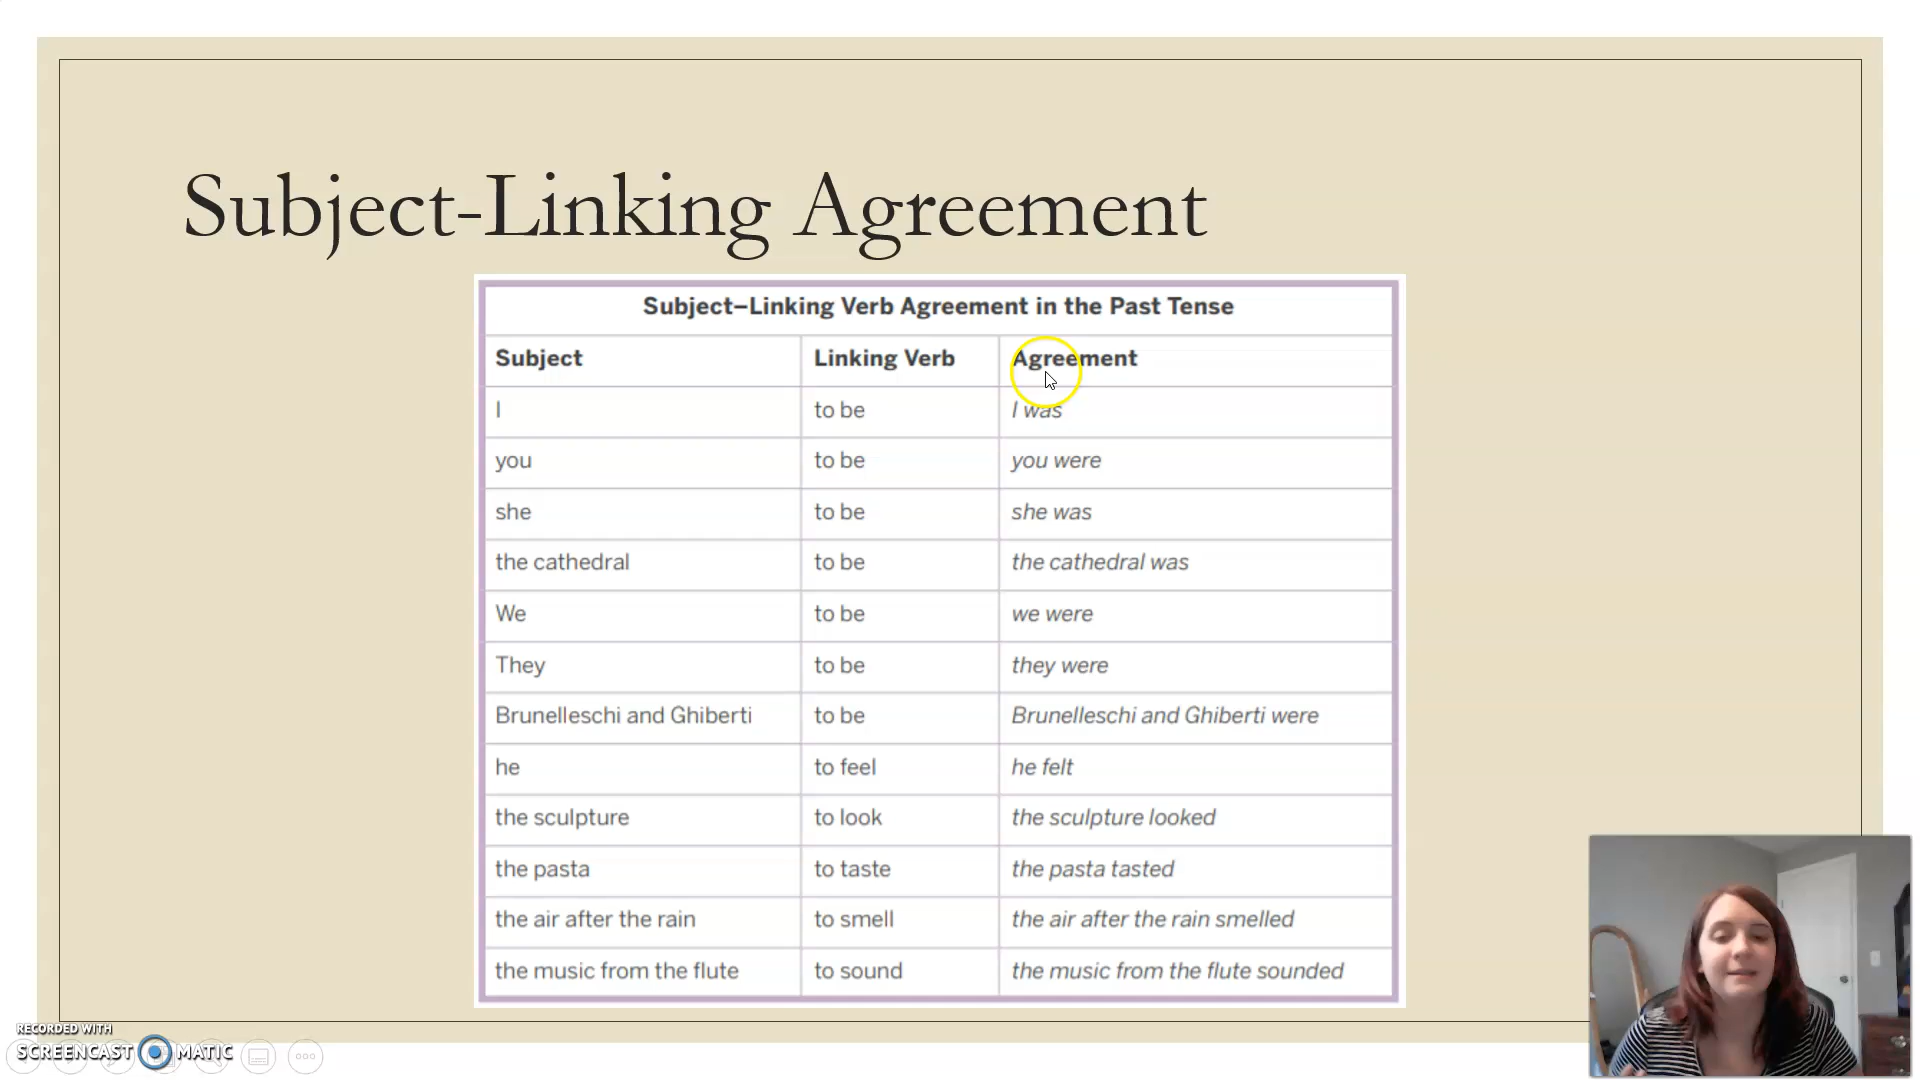 Subject-Linking Agreement
Subject–Linking Verb Agreement in the Past Tense
Subject Linking Verb Agreement
I to be I was
you to be you were
she to be she was
the cathedral to be the cathedral was
We to be we were
They to be they were
Brunelleschi and Ghiberti to be Brunelleschi and Ghiberti were
he to feel he felt
the sculpture to look the sculpture looked
the pasta to taste the pasta tasted
the air after the rain to smell the air after the rain smelled
the music from the flute to sound the music from the flute sounded
RECORDED WITH
SCREENCAST MATIC